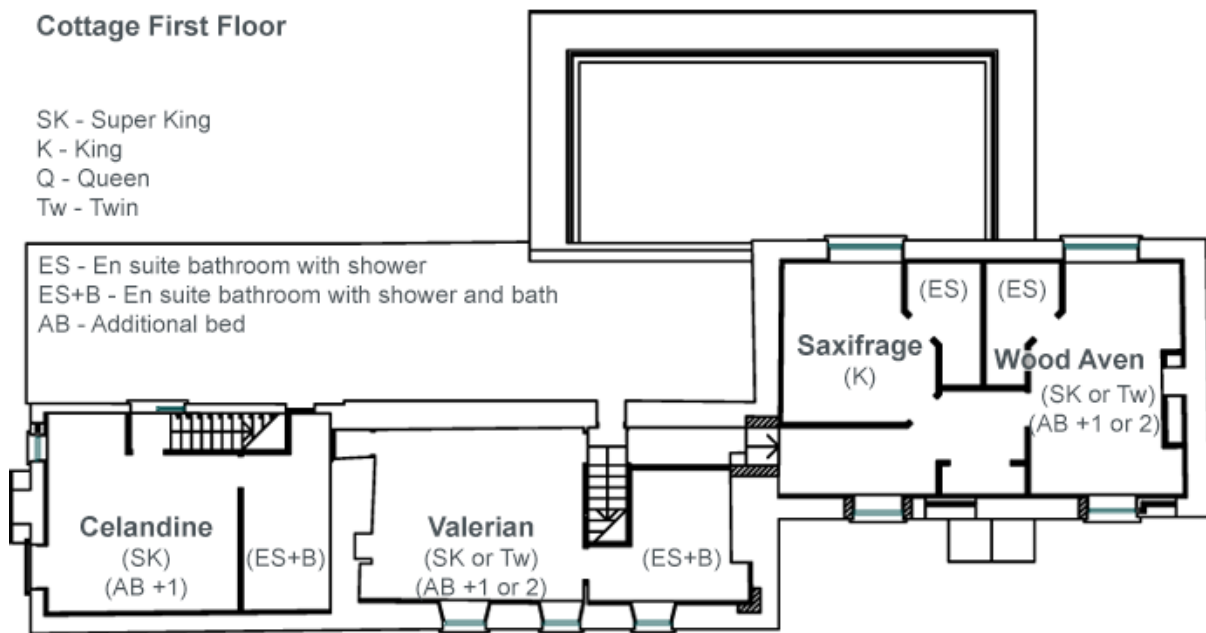 Cottage First Floor
SK - Super King
K - King
Q - Queen
Tw - Twin
ES - En suite bathroom with shower
ES+B - En suite bathroom with shower and bath
AB - Additional bed
(ES)
(ES)
Saxifrage
(K)
Wood Aven
(SK or Tw)
(AB +1 or 2)
Celandine
(SK)
(AB +1)
(ES+B)
Valerian
(SK or Tw)
(AB +1 or 2)
(ES+B)